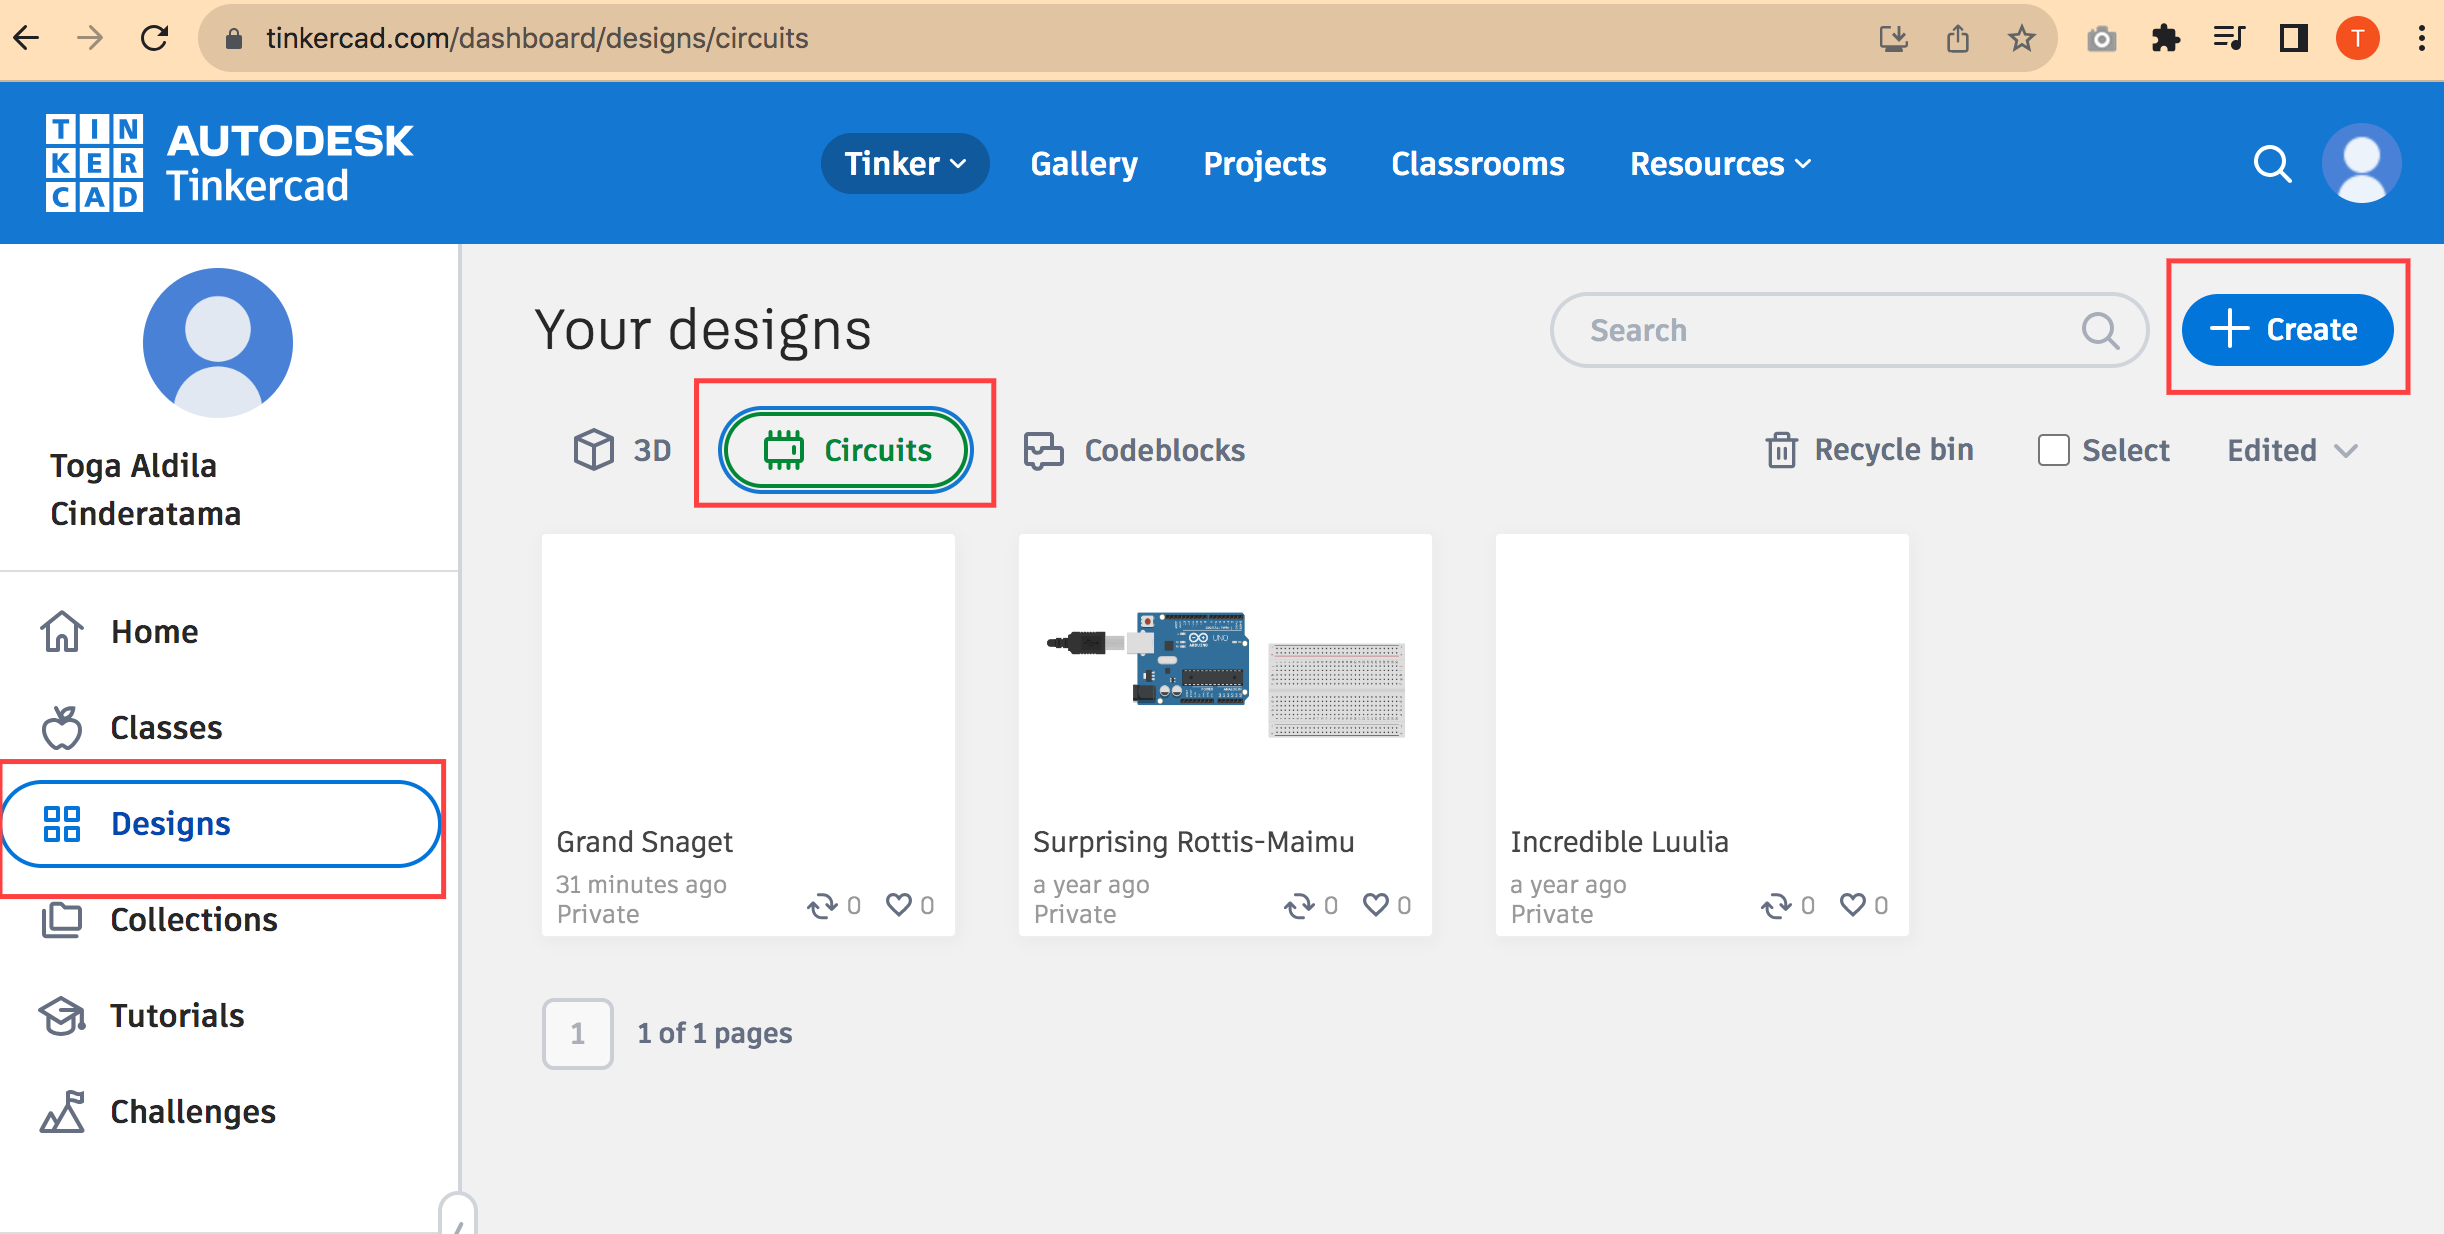 tinkercad.com/dashboard/designs/circuits
T
TIN
KER
CAD
AUTODESK
Tinkercad
Tinker
Gallery
Projects
Classrooms
Resources
Toga Aldila
Cinderatama
Home
Classes
Designs
Collections
Tutorials
Challenges
Your designs
Search
Create
3D
Circuits
Codeblocks
Recycle bin
Select
Edited
Grand Snaget
31 minutes ago
Private
0
0
UNO
ARDUINO
Surprising Rottis-Maimu
a year ago
Private
0
0
Incredible Luulia
a year ago
Private
0
0
1
1 of 1 pages